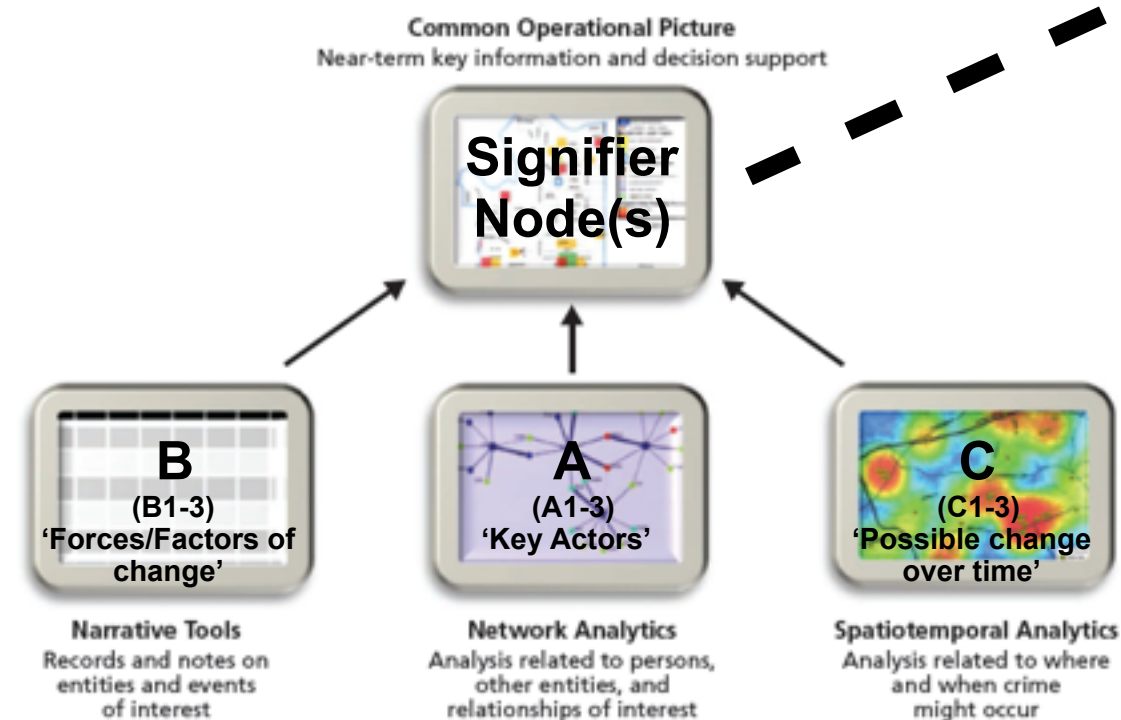 Common Operational Picture
Near-term key information and decision support
Signifier
Node(s)
B
(B1-3)
‘Forces/Factors of
change’
A
(A1-3)
‘Key Actors’
C
(C1-3)
‘Possible change
over time’
Narrative Tools
Records and notes on
entities and events
of interest
Network Analytics
Analysis related to persons,
other entities, and
relationships of interest
Spatiotemporal Analytics
Analysis related to where
and when crime
might occur